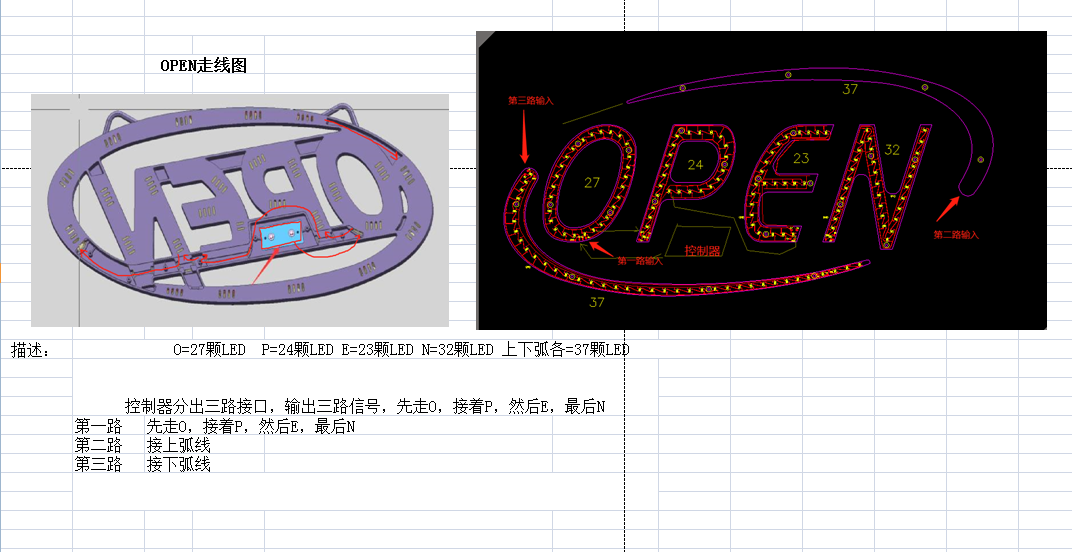 OPEN走线图
第三路输入
37
27
24
23
32
第二路输入
第一路输入
控制器
37
描述： O=27颗LED P=24颗LED E=23颗LED N=32颗LED 上下弧各=37颗LED
控制器分出三路接口，输出三路信号，先走O，接着P，然后E，最后N
第一路 先走O，接着P，然后E，最后N
第二路 接上弧线
第三路 接下弧线